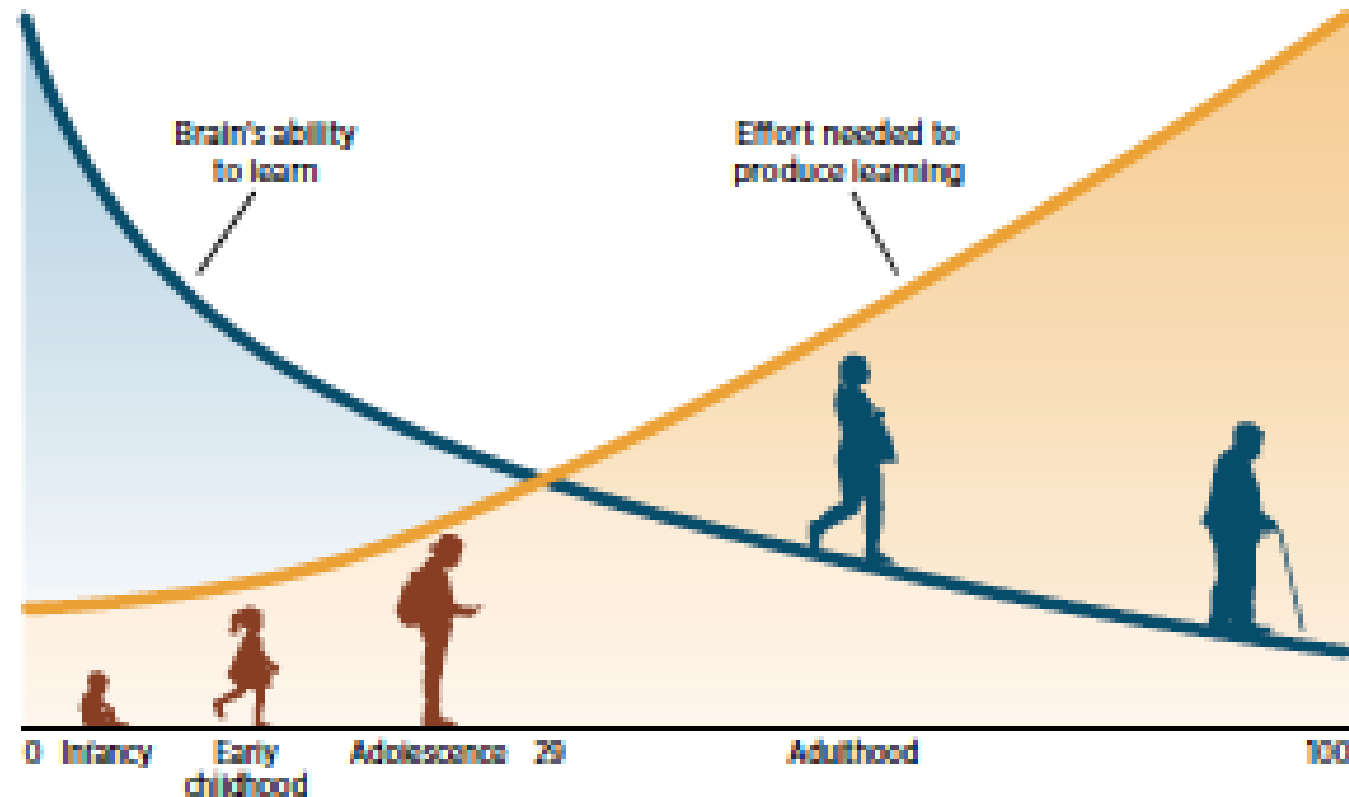 Brain's ability
to learn
Effort needed to
produce learning
0 Infancy Early Adolescence 29 Adulthood 100
childhood